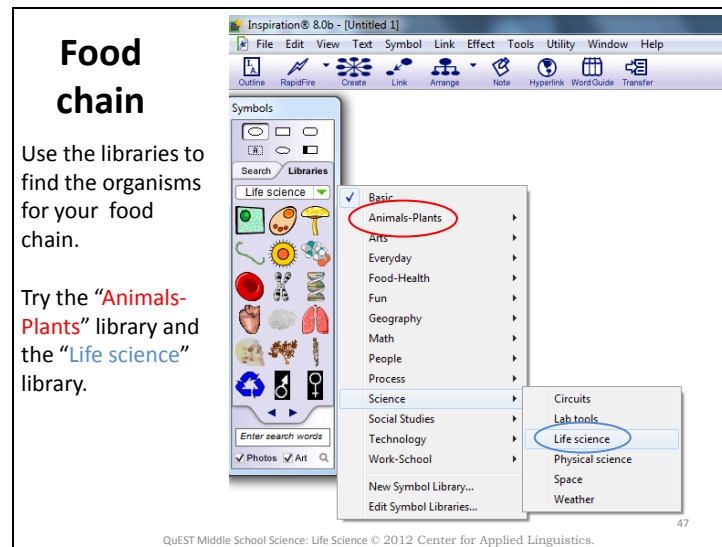 Food
chain
Use the libraries to
find the organisms
for your food
chain.
Try the “Animals-
Plants” library and
the “Life science”
library.
Inspiration® 8.0b - [Untitled 1]
File Edit View Text Symbol Link Effect Tools Utility Window Help
Outline RapidFire Create Link Arrange Note Hyperlink Word Guide Transfer
Symbols
Search Libraries
Life science
Enter search words
Photos Art
Basic
Animals-Plants
Arts
Everyday
Food-Health
Fun
Geography
Math
People
Process
Science
Social Studies
Technology
Work-School
New Symbol Library...
Edit Symbol Libraries...
Circuits
Lab tools
Life science
Physical science
Space
Weather
47
QuEST Middle School Science: Life Science © 2012 Center for Applied Linguistics.